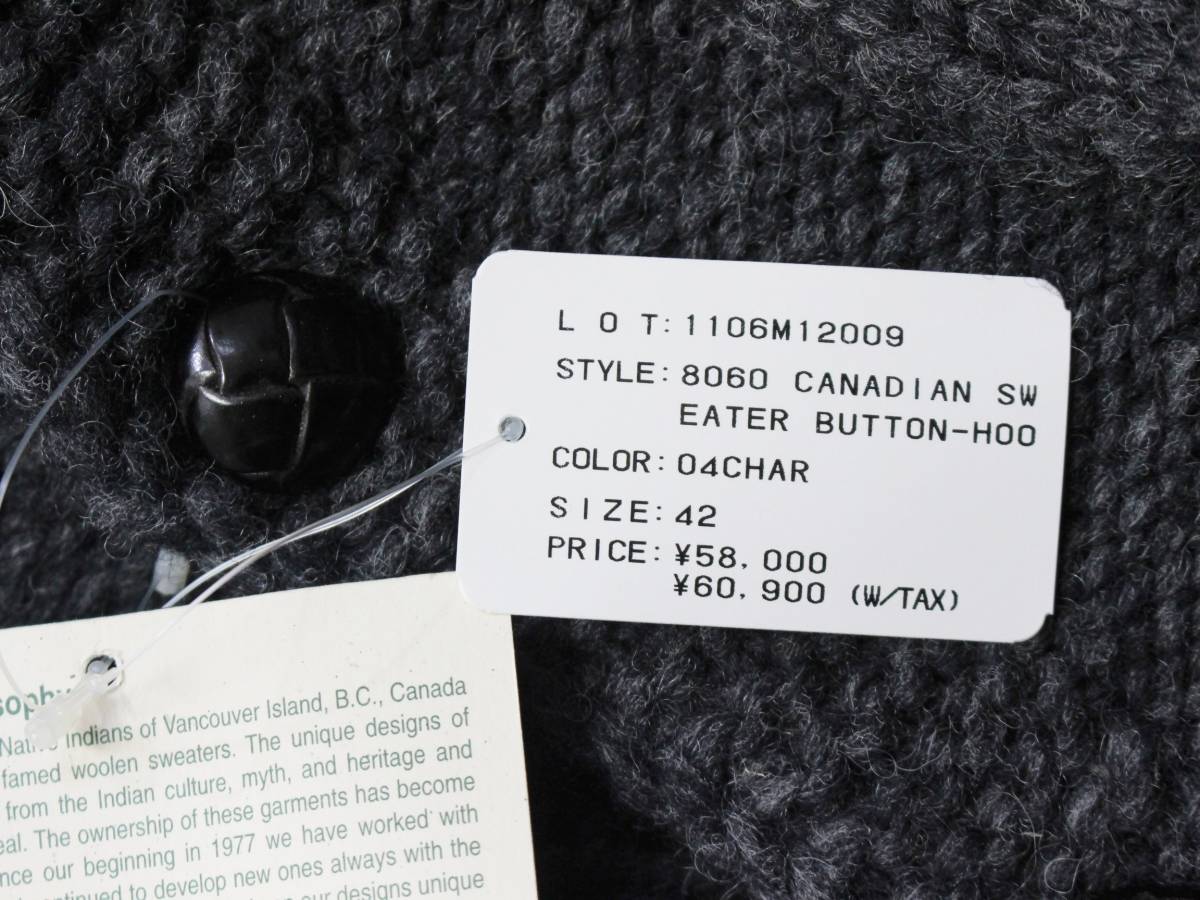 L O T: 1106M12009
STYLE: 8060 CANADIAN SW
EATER BUTTON-HOO
COLOR: 04CHAR
SIZE: 42
PRICE: ¥58,000
¥60,900 (W/TAX)
Indians of Vancouver Island, B.C., Canada
famed woolen sweaters. The unique designs of
from the Indian culture, myth, and heritage and
The ownership of these garments has become
our beginning in 1977 we have worked with
to develop new ones always with the
our designs unique